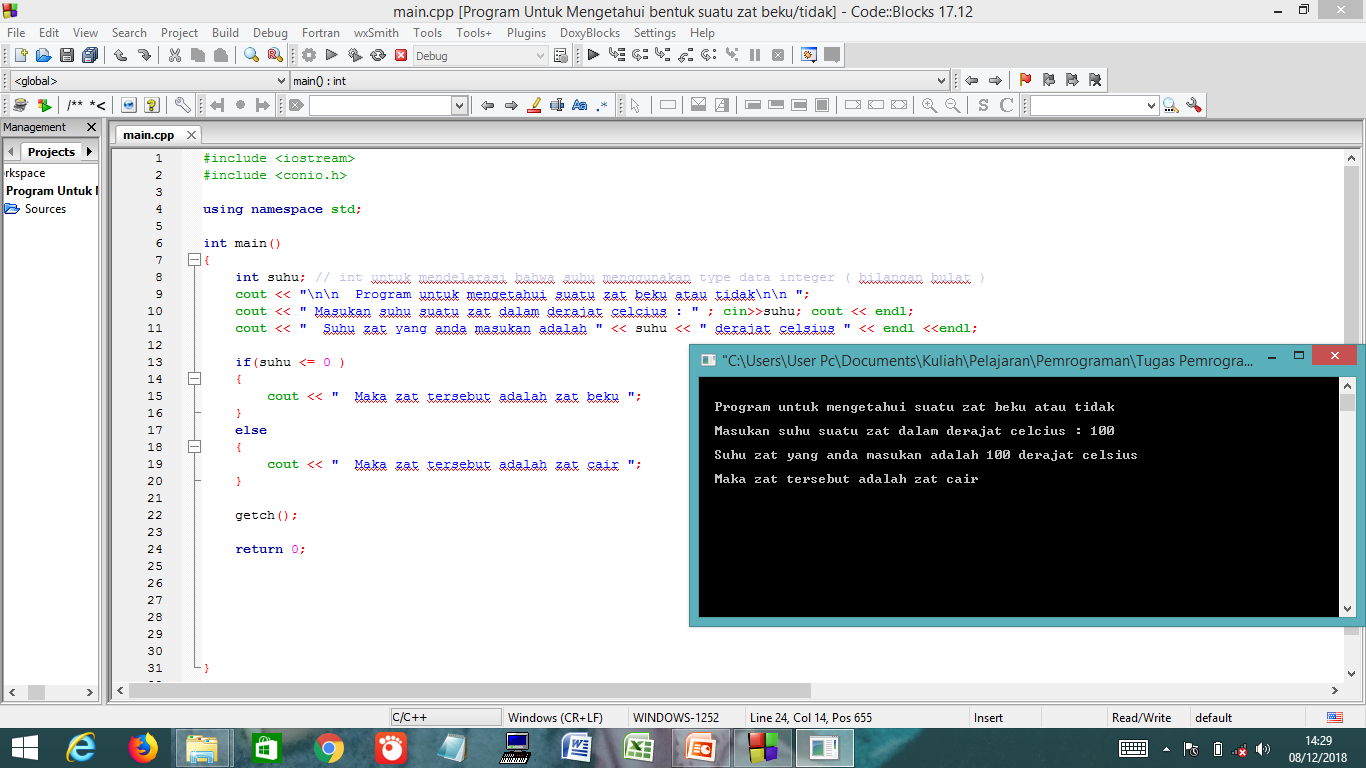 main.cpp [Program Untuk Mengetahui bentuk suatu zat beku/tidak] - Code::Blocks 17.12
File Edit View Search Project Build Debug Fortran wxSmith Tools Tools+ Plugins DoxyBlocks Settings Help
Debug
<global> main() : int
/** *<
Aa .*
S C
Management
main.cpp
Projects
rkspace
Program Untuk
Sources
1 #include <iostream>
2 #include <conio.h>
3
4 using namespace std;
5
6 int main()
7 {
8 int suhu; // int untuk mendelarasi bahwa suhu menggunakan type data integer ( bilangan bulat )
9 cout << "\n\n  Program untuk mengetahui suatu zat beku atau tidak\n\n ";
10 cout << " Masukan suhu suatu zat dalam derajat celcius : " ; cin>>suhu; cout << endl;
11 cout << "  Suhu zat yang anda masukan adalah " << suhu << " derajat celsius " << endl <<endl;
12
13 if(suhu <= 0 )
14 {
15 cout << "  Maka zat tersebut adalah zat beku ";
16 }
17 else
18 {
19 cout << "  Maka zat tersebut adalah zat cair ";
20 }
21
22 getch();
23
24 return 0;
25
26
27
28
29
30
31 }
"C:\Users\User Pc\Documents\Kuliah\Pelajaran\Pemrograman\Tugas Pemrogra...
Program untuk mengetahui suatu zat beku atau tidak
Masukan suhu suatu zat dalam derajat celcius : 100
Suhu zat yang anda masukan adalah 100 derajat celsius
Maka zat tersebut adalah zat cair
C/C++ Windows (CR+LF) WINDOWS-1252 Line 24, Col 14, Pos 655 Insert Read/Write default
14:29
08/12/2018